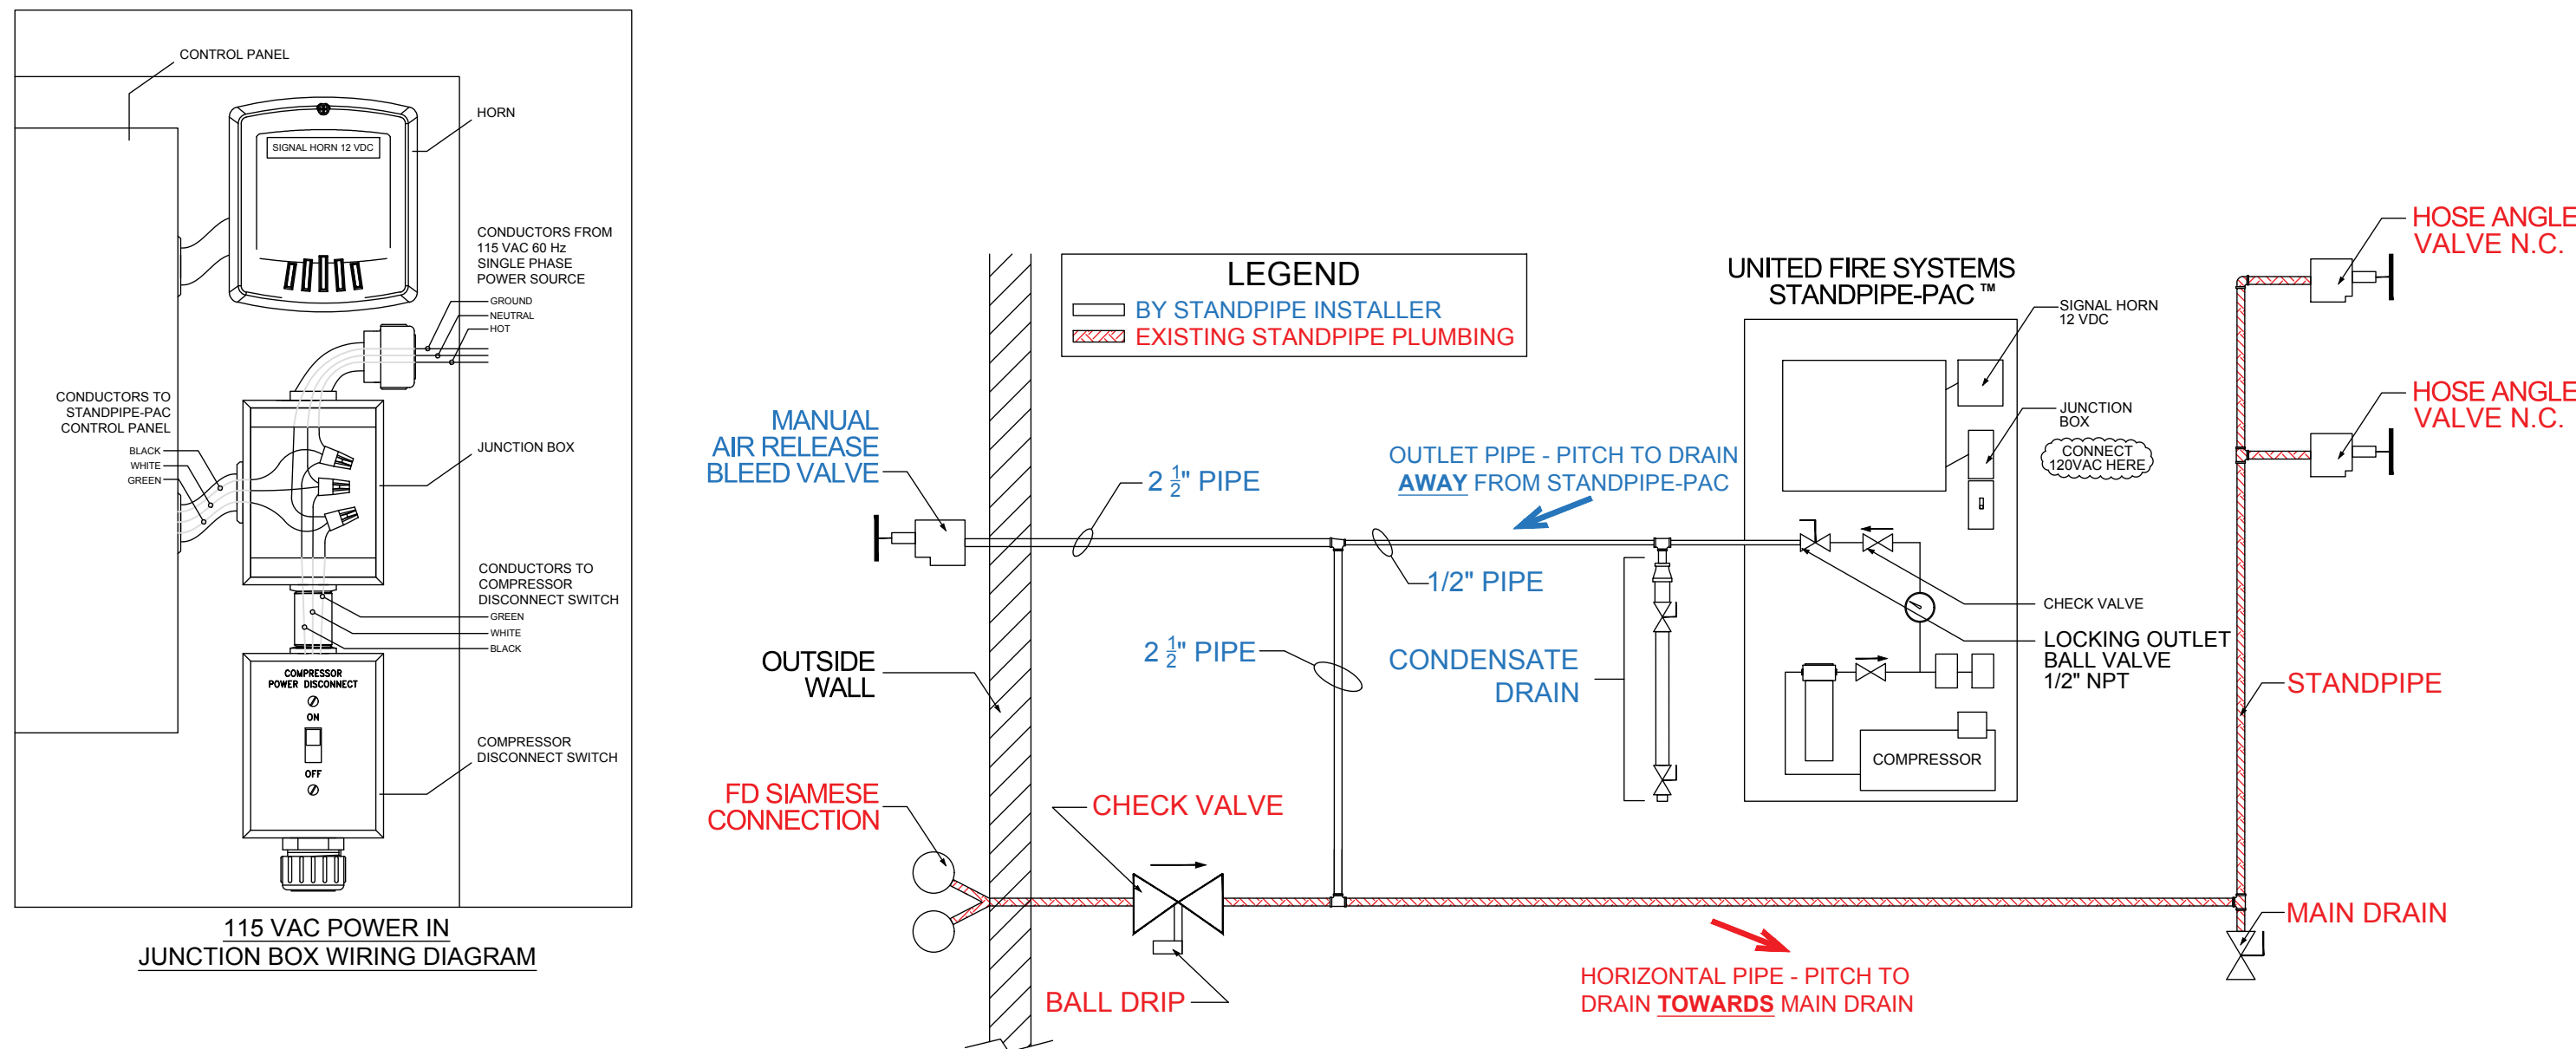 CONTROL PANEL
HORN
SIGNAL HORN 12 VDC
CONDUCTORS FROM
115 VAC 60 Hz
SINGLE PHASE
POWER SOURCE
GROUND
NEUTRAL
HOT
CONDUCTORS TO
STANDPIPE-PAC
CONTROL PANEL
BLACK
WHITE
GREEN
JUNCTION BOX
CONDUCTORS TO
COMPRESSOR
DISCONNECT SWITCH
GREEN
WHITE
BLACK
COMPRESSOR
POWER DISCONNECT
ON
OFF
COMPRESSOR
DISCONNECT SWITCH
115 VAC POWER IN
JUNCTION BOX WIRING DIAGRAM
LEGEND
BY STANDPIPE INSTALLER
EXISTING STANDPIPE PLUMBING
UNITED FIRE SYSTEMS
STANDPIPE-PAC™
SIGNAL HORN
12 VDC
JUNCTION
BOX
CONNECT
120VAC HERE
HOSE ANGLE
VALVE N.C.
HOSE ANGLE
VALVE N.C.
MANUAL
AIR RELEASE
BLEED VALVE
2 1/2" PIPE
OUTLET PIPE - PITCH TO DRAIN
AWAY FROM STANDPIPE-PAC
1/2" PIPE
CHECK VALVE
LOCKING OUTLET
BALL VALVE
1/2" NPT
OUTSIDE
WALL
2 1/2" PIPE
CONDENSATE
DRAIN
COMPRESSOR
STANDPIPE
FD SIAMESE
CONNECTION
CHECK VALVE
BALL DRIP
HORIZONTAL PIPE - PITCH TO
DRAIN TOWARDS MAIN DRAIN
MAIN DRAIN